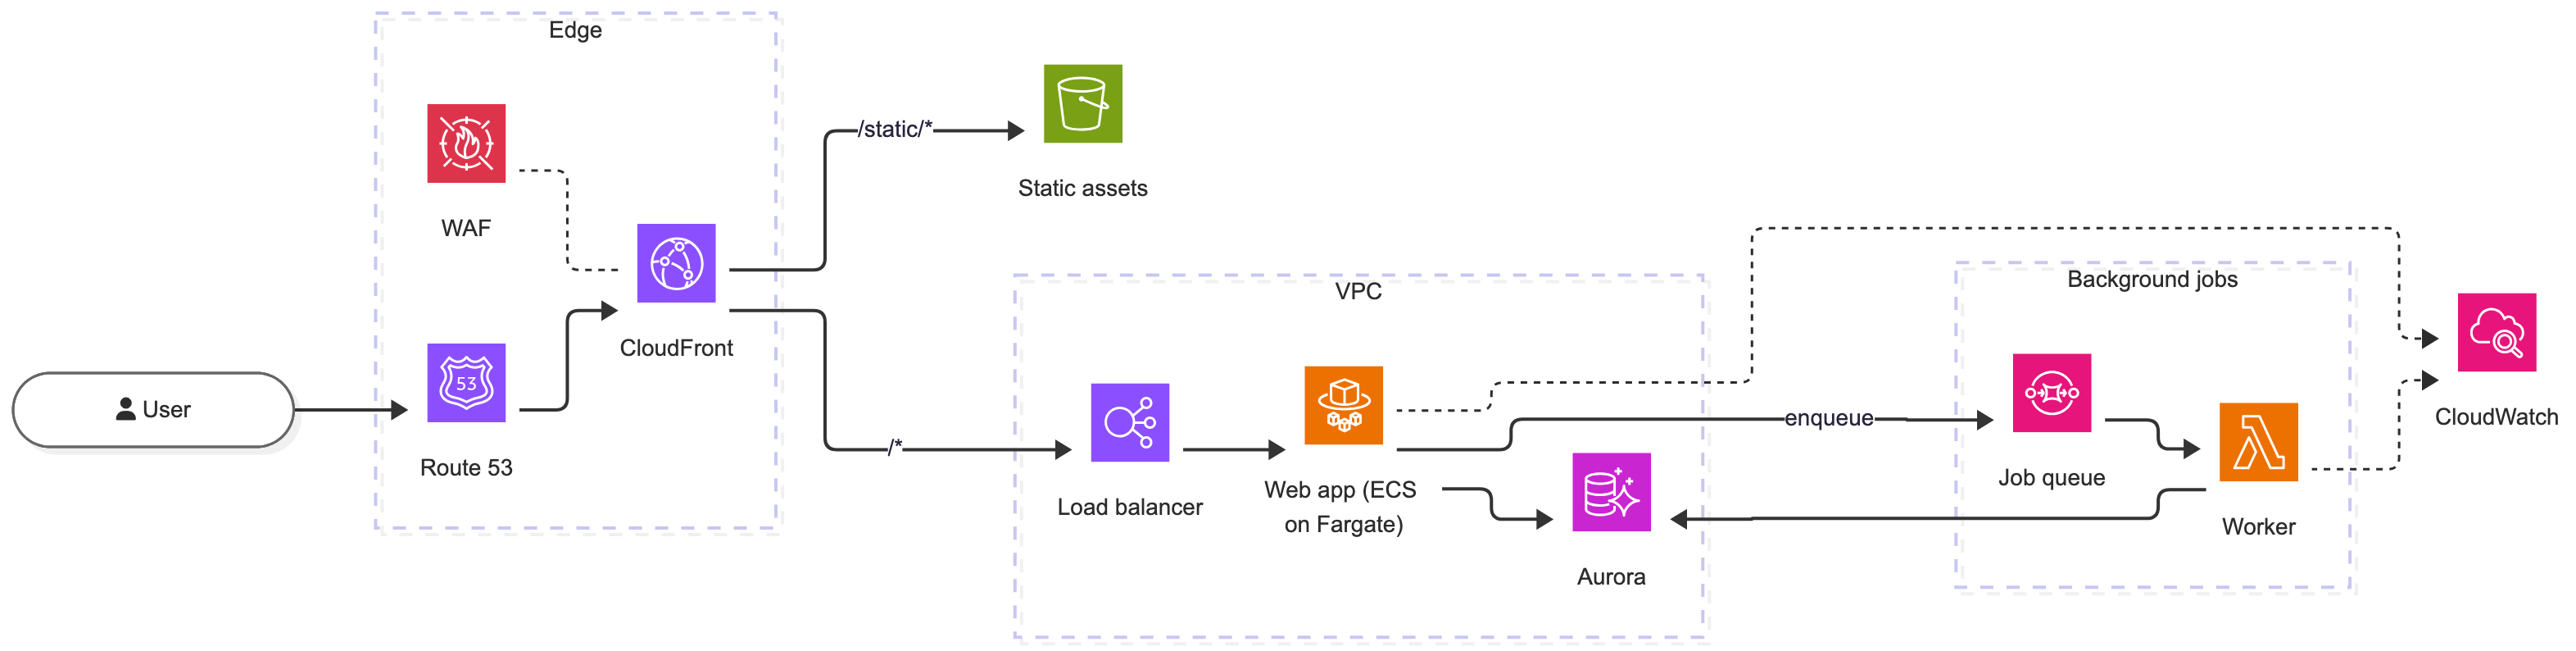 Edge
WAF
CloudFront
53
Route 53
User
/static/*
Static assets
/*
VPC
Load balancer
Web app (ECS
on Fargate)
Aurora
enqueue
Background jobs
Job queue
Worker
CloudWatch